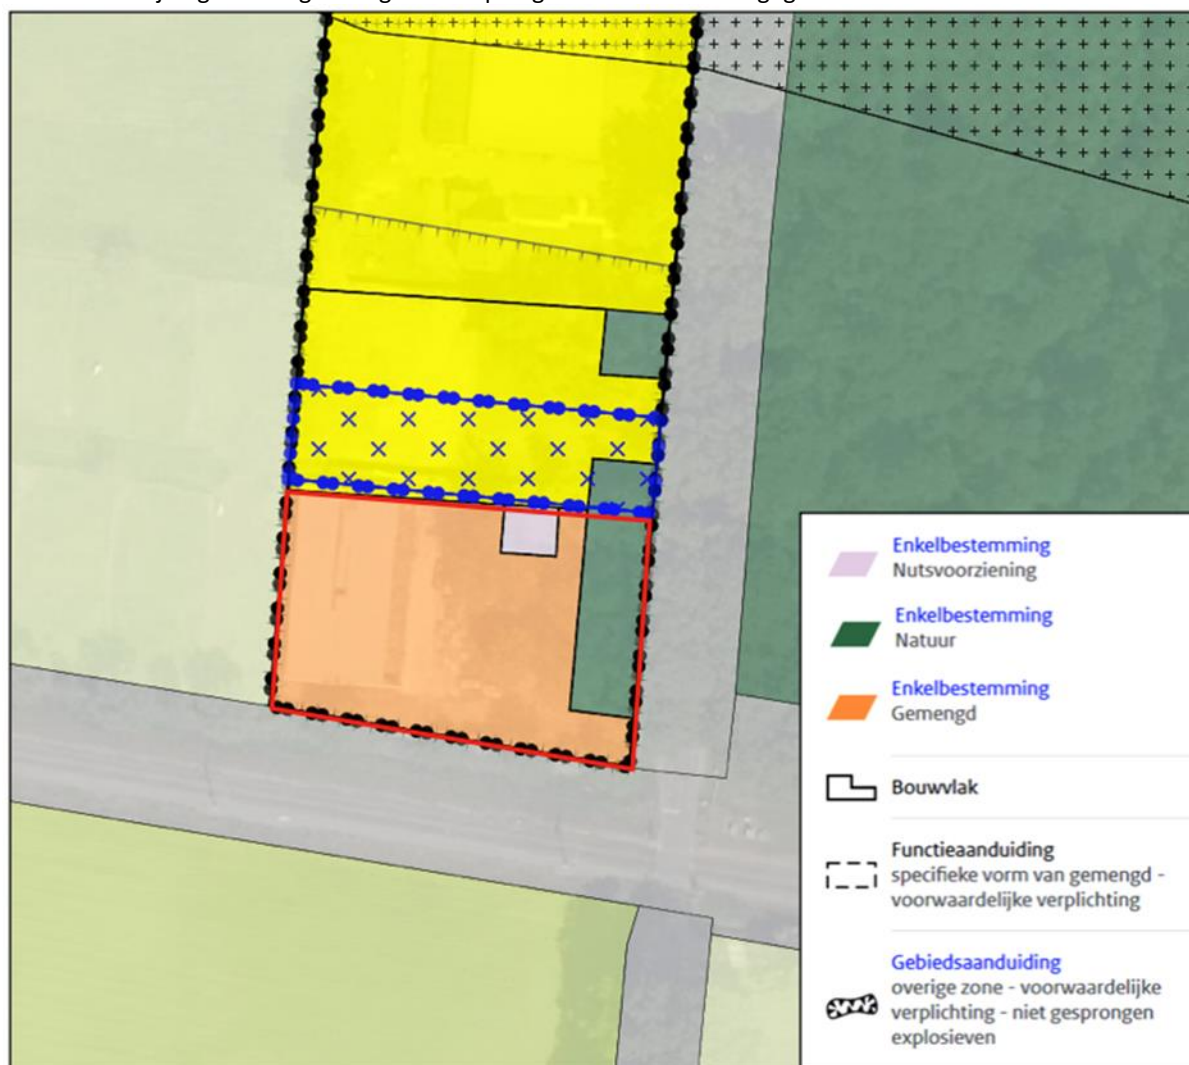 Enkelbestemming
Nutsvoorziening
Enkelbestemming
Natuur
Enkelbestemming
Gemengd
Bouwvlak
Functieaanduiding
specifieke vorm van gemengd -
voorwaardelijke verplichting
Gebiedsaanduiding
overige zone - voorwaardelijke
verplichting - niet gesprongen
explosieven